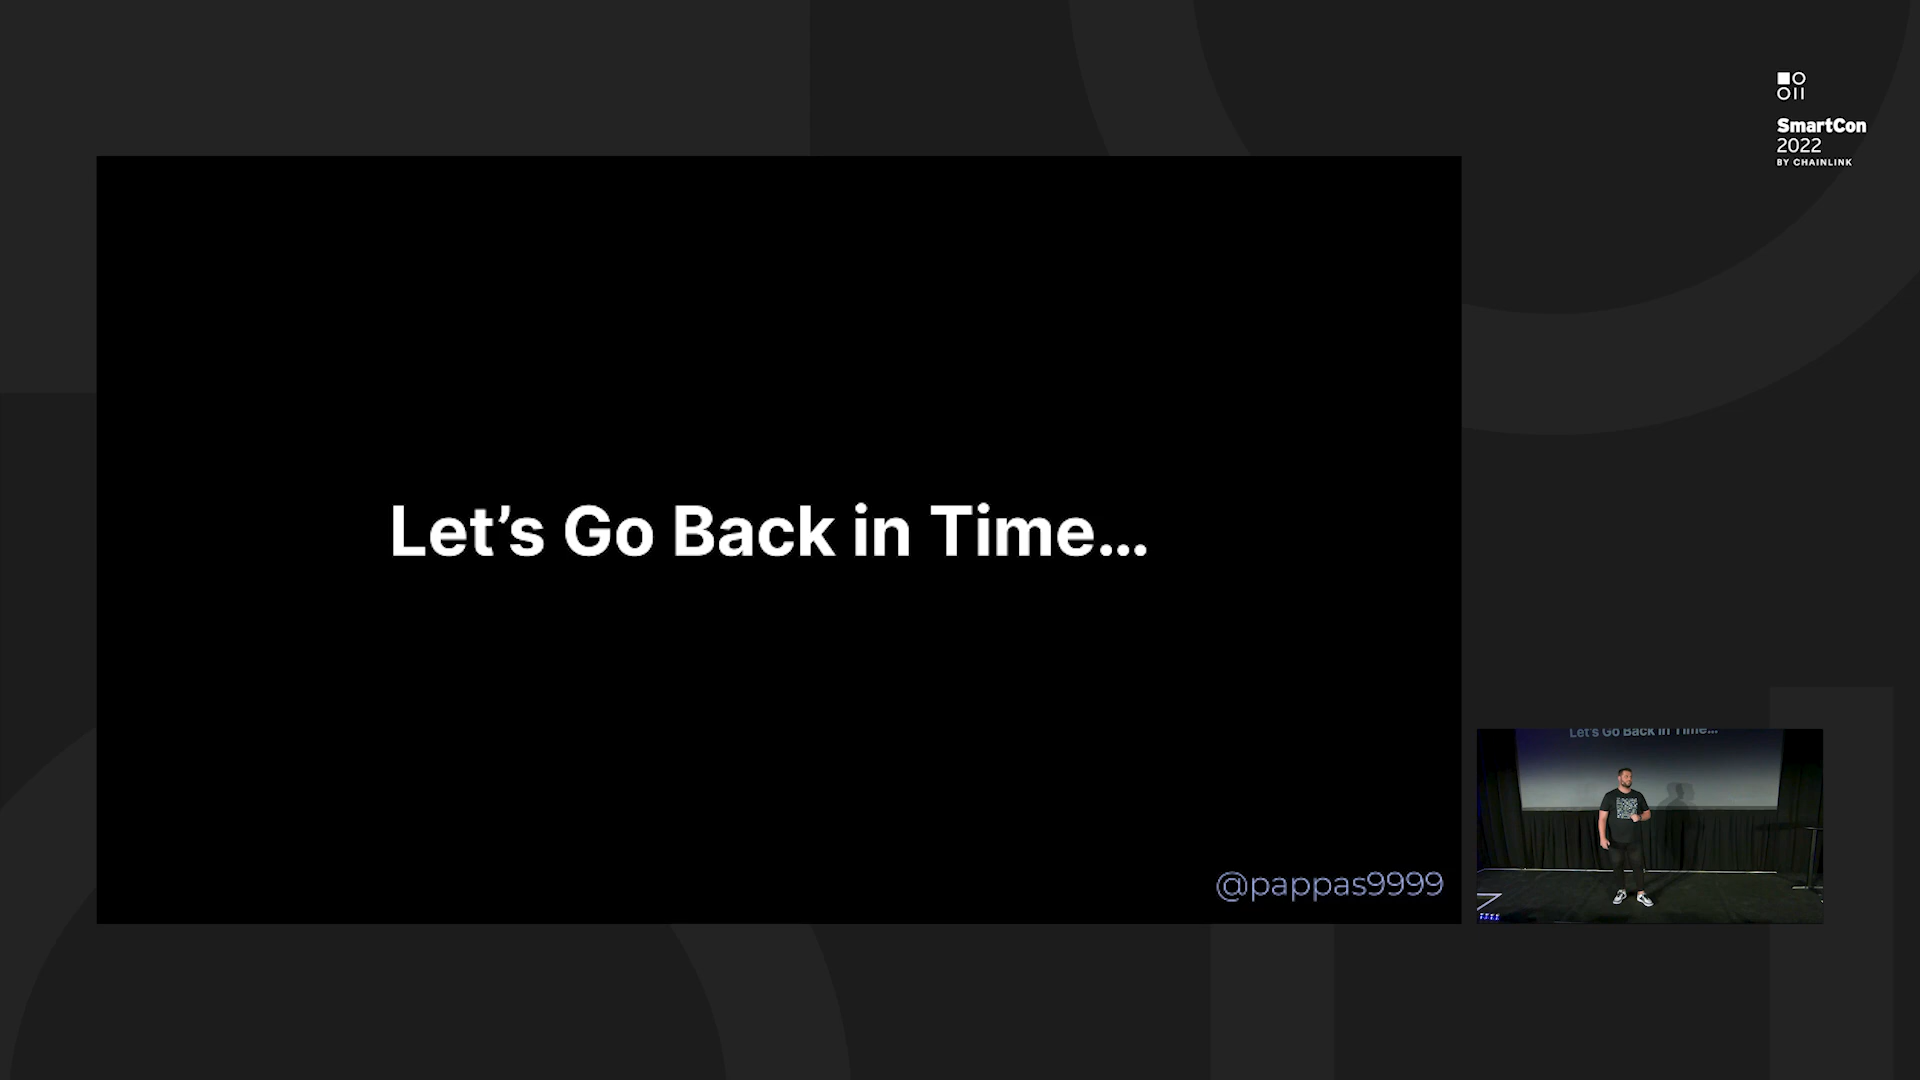 SmartCon
2022
BY CHAINLINK
Let’s Go Back in Time...
@pappas9999
Let's Go Back in Time...